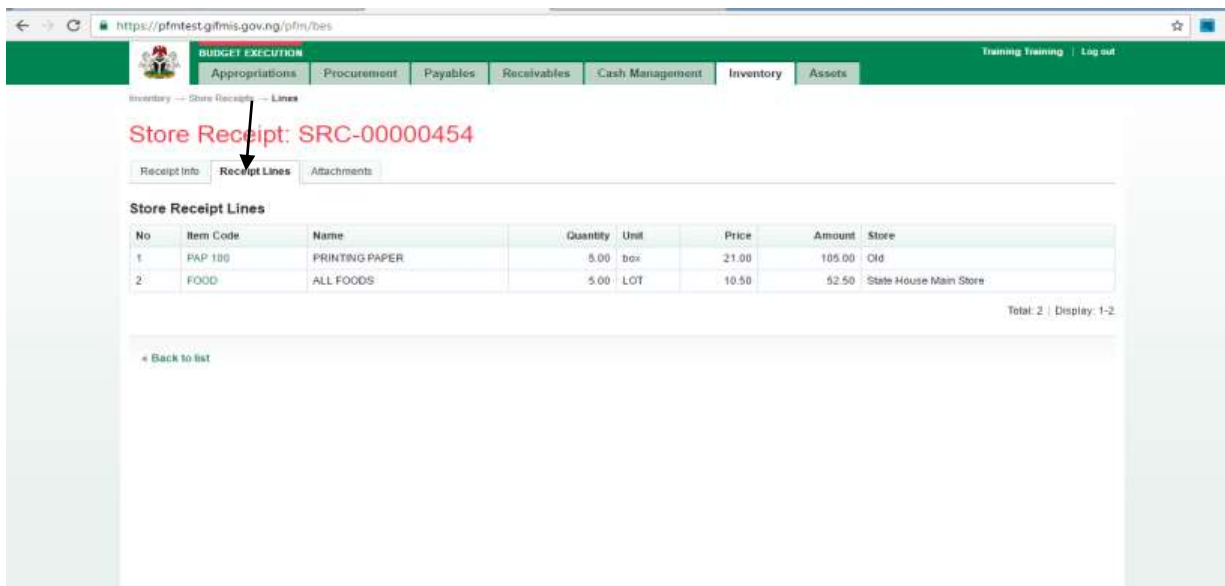 https://pfmtest.gifmis.gov.ng/pfm/bes
BUDGET EXECUTION
Training Training | Log out
Appropriations Procurement Payables Receivables Cash Management Inventory Assets
Inventory — Store Receipts — Lines
Store Receipt: SRC-00000454
Receipt Info Receipt Lines Attachments
Store Receipt Lines
No Item Code Name Quantity Unit Price Amount Store
1 PAP 100 PRINTING PAPER 5.00 box 21.00 105.00 Old
2 FOOD ALL FOODS 5.00 LOT 10.50 52.50 State House Main Store
Total: 2 | Display: 1-2
« Back to list